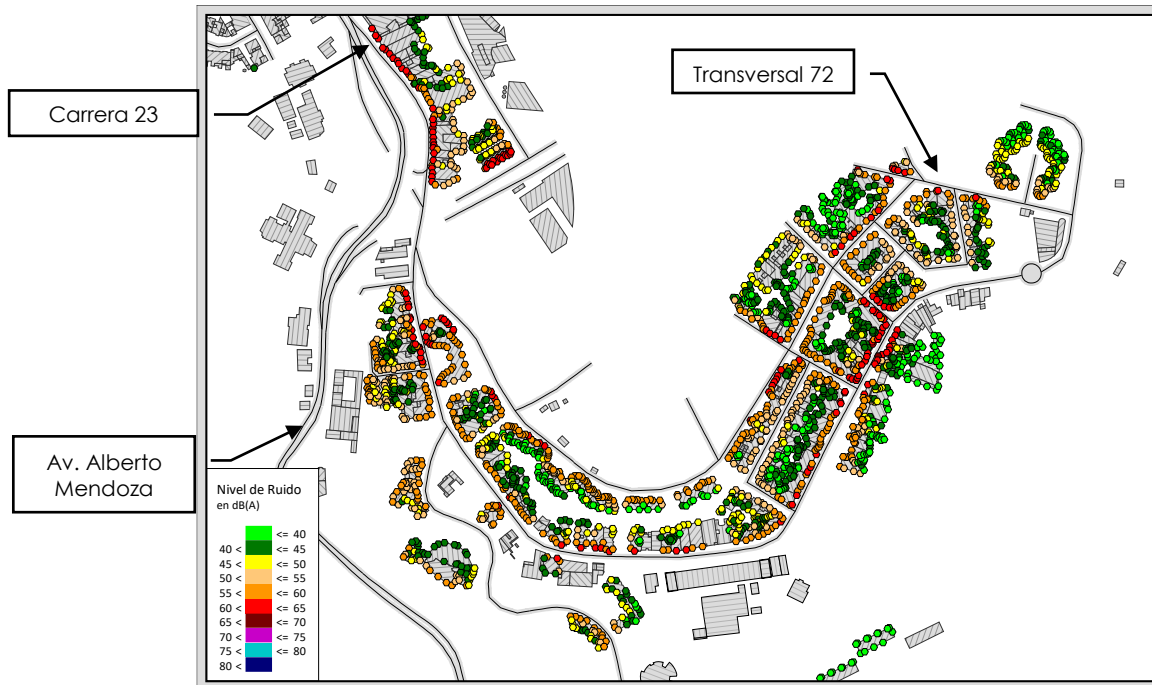 Transversal 72
Carrera 23
Av. Alberto
Mendoza
Nivel de Ruido
en dB(A)
<= 40
40 < <= 45
45 < <= 50
50 < <= 55
55 < <= 60
60 < <= 65
65 < <= 70
70 < <= 75
75 < <= 80
80 <